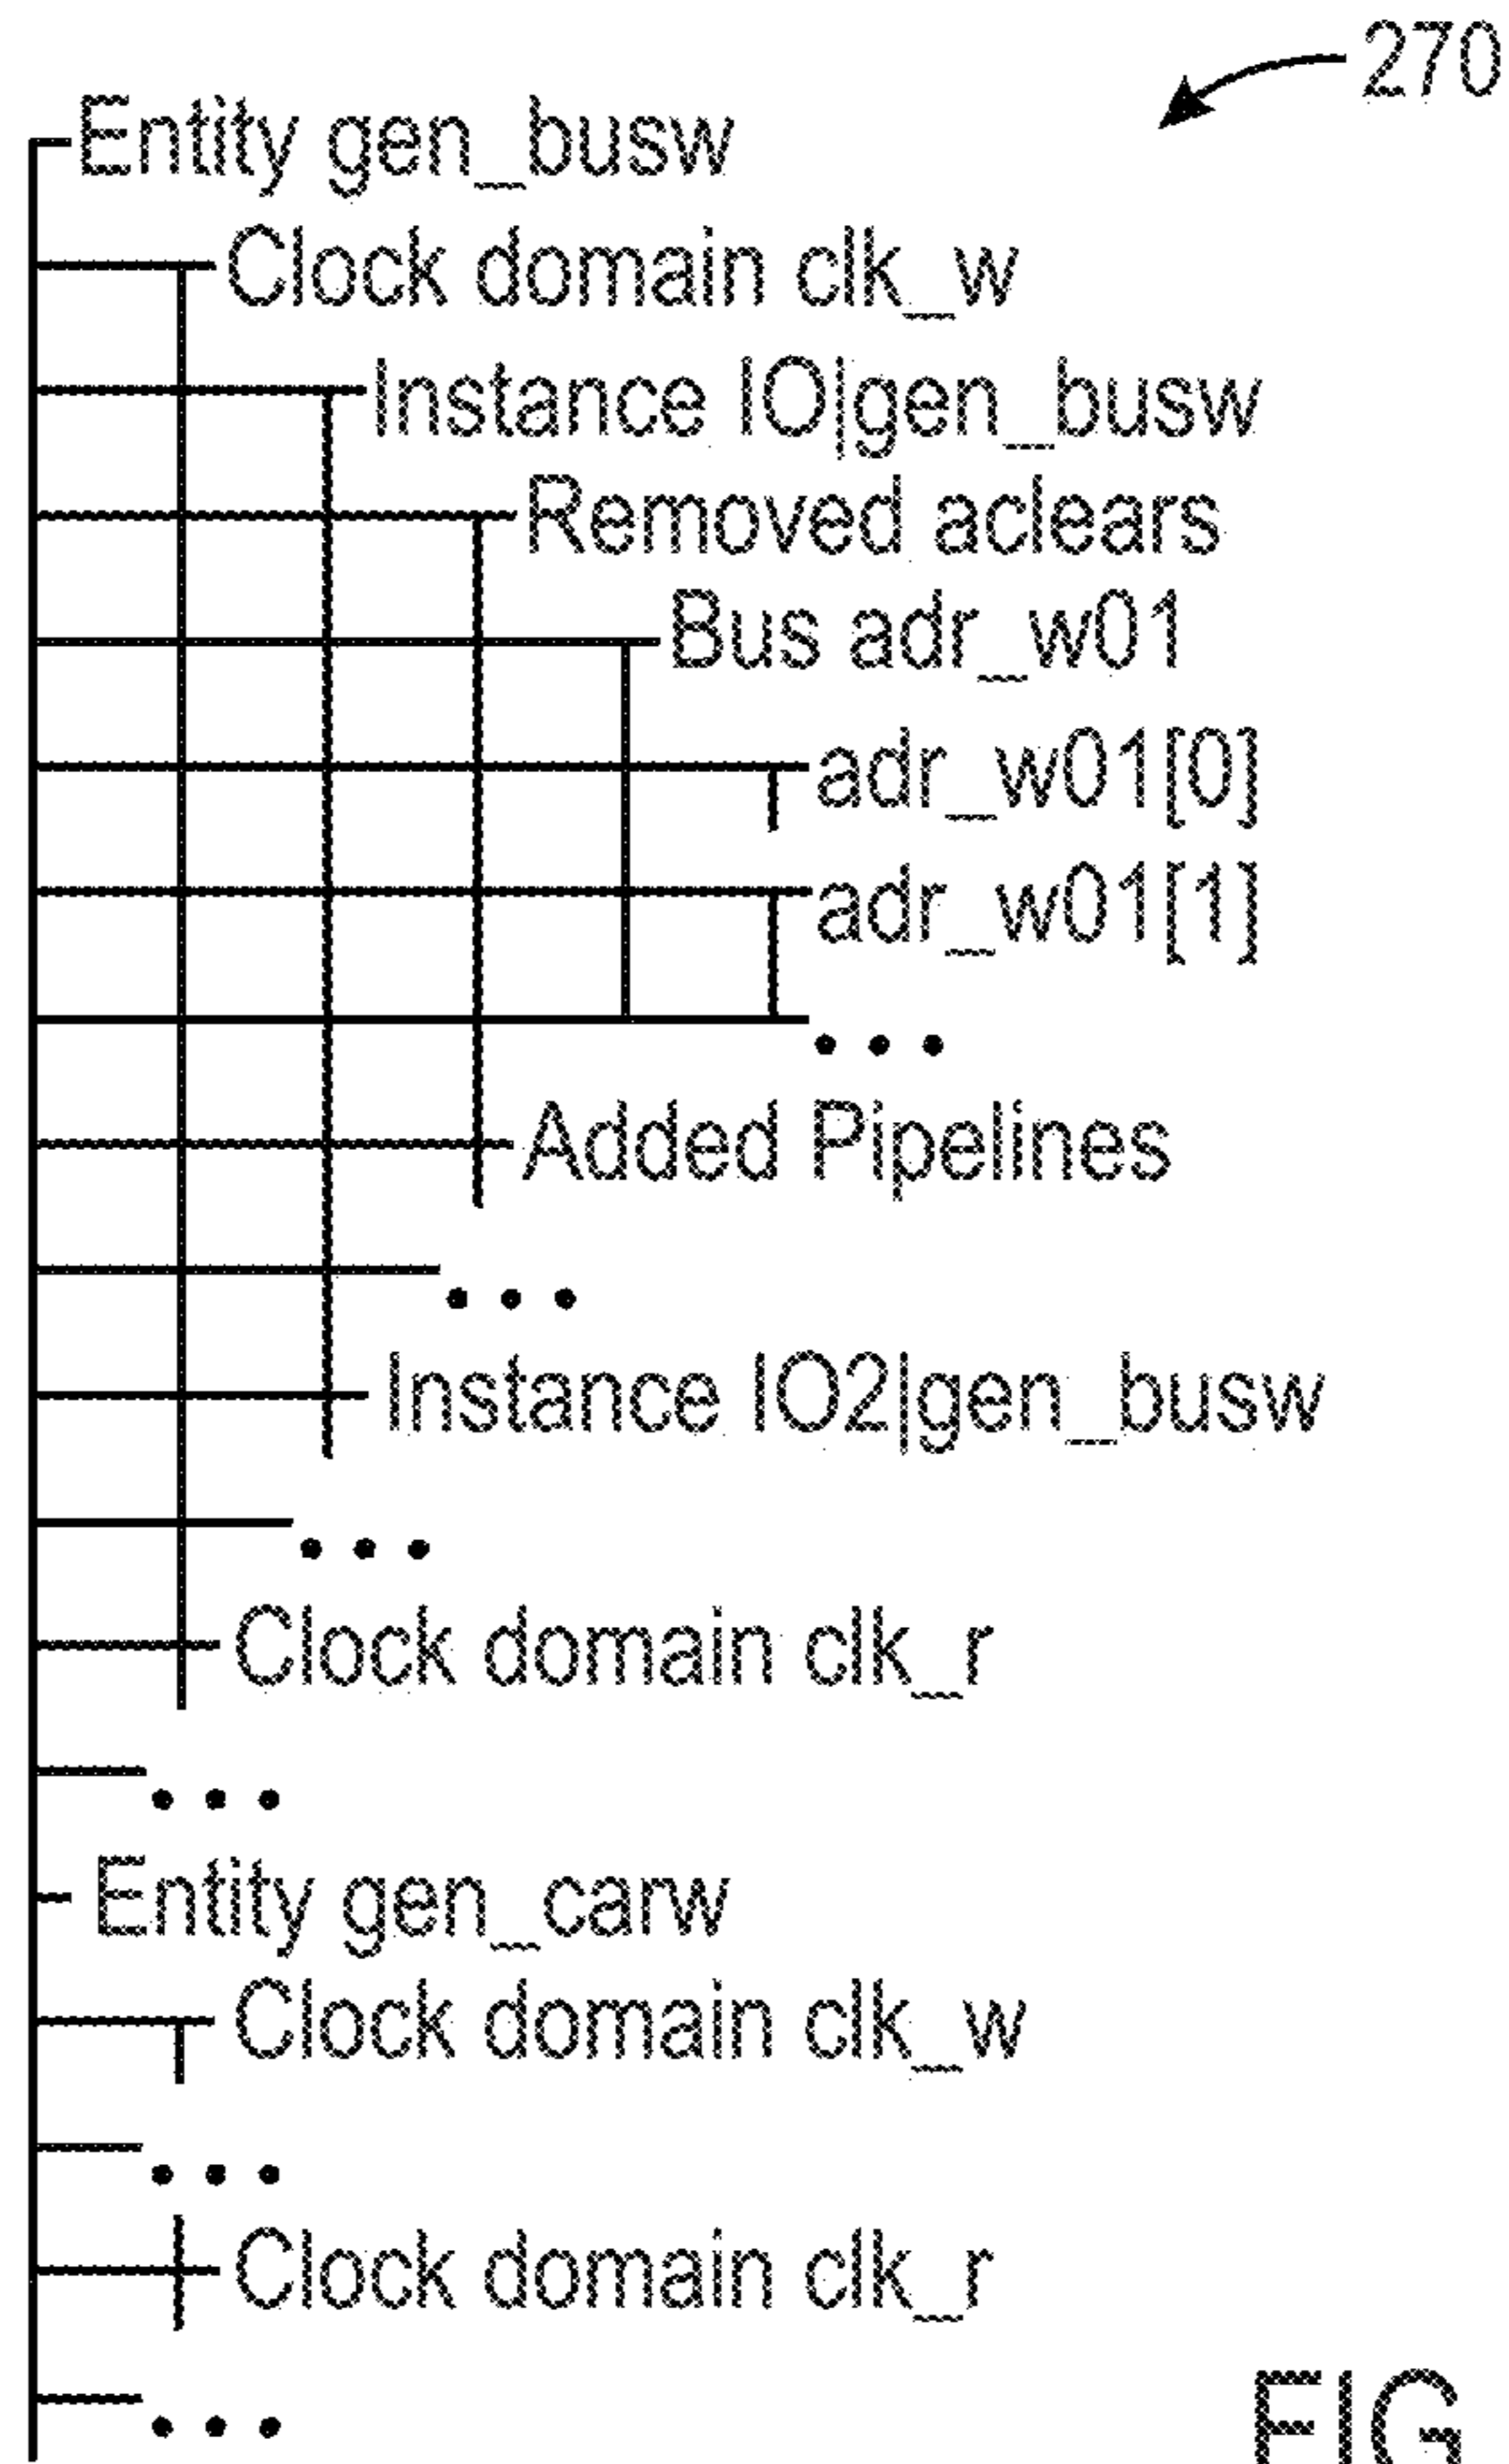 270
Entity gen_busw
Clock domain clk_w
Instance IO|gen_busw
Removed aclears
Bus adr_w01
adr_w01[0]
adr_w01[1]
...
Added Pipelines
...
Instance IO2|gen_busw
...
Clock domain clk_r
...
Entity gen_carw
Clock domain clk_w
...
Clock domain clk_r
...
FIG